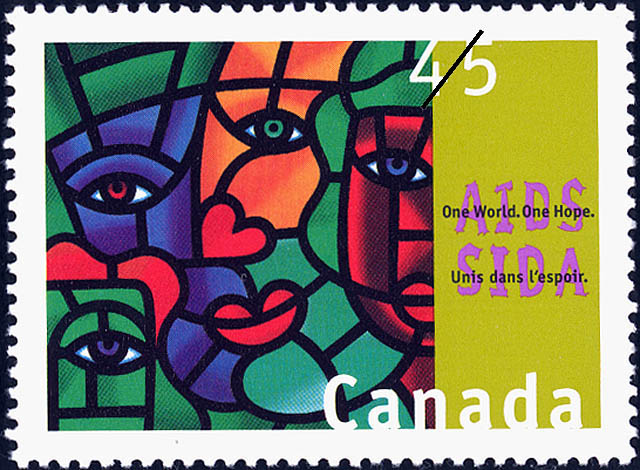 45
AIDS
One World. One Hope.
SIDA
Unis dans l'espoir.
Canada